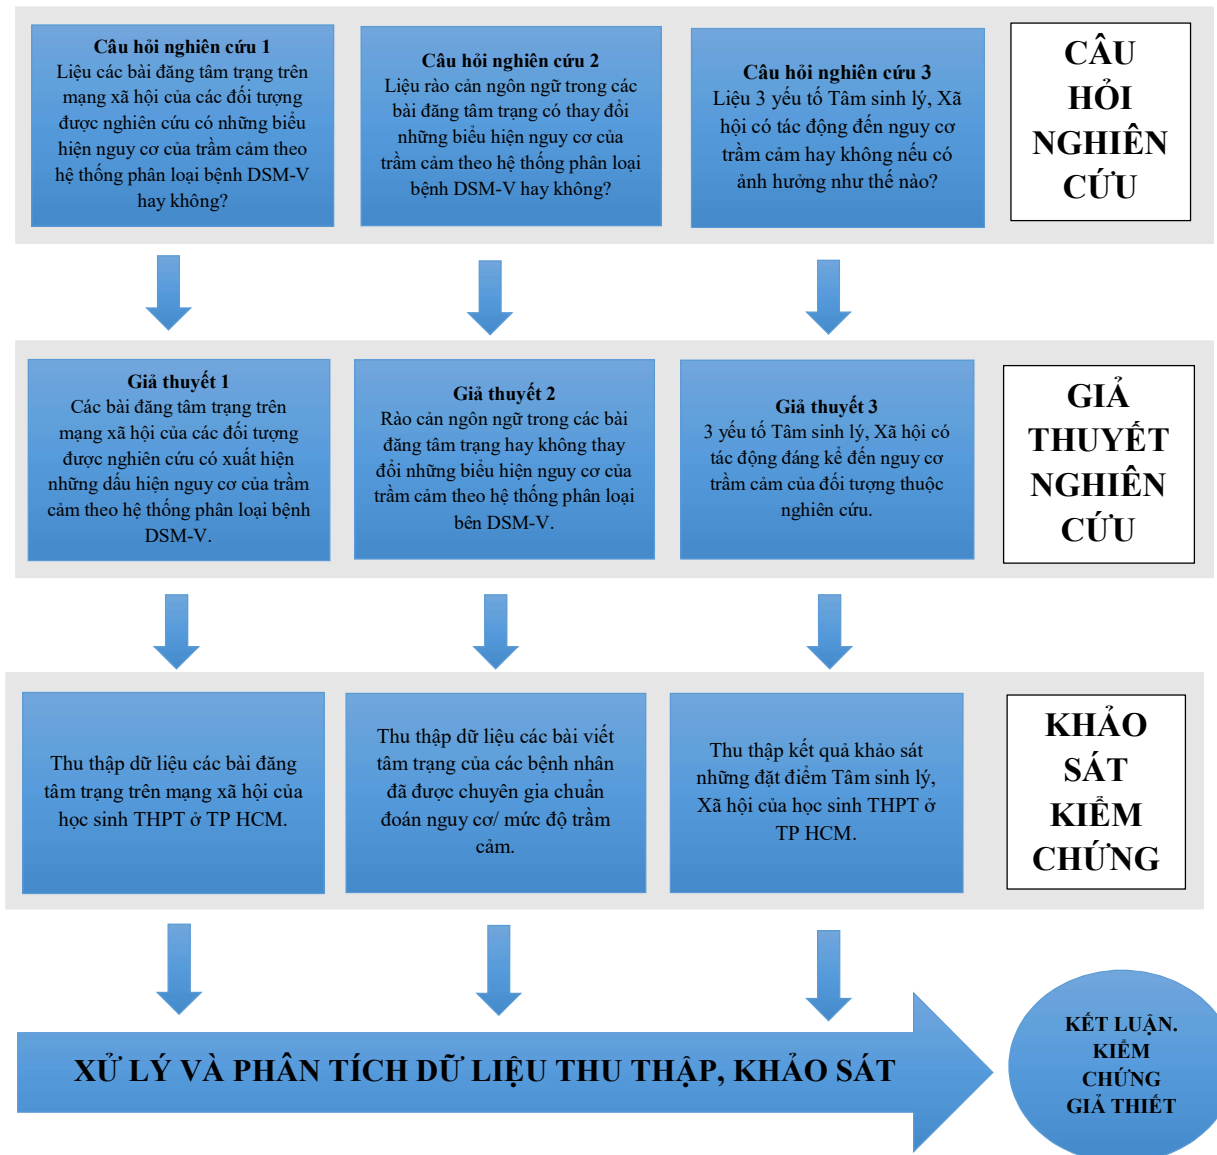 Câu hỏi nghiên cứu 1
Liệu các bài đăng tâm trạng trên
mạng xã hội của các đối tượng
được nghiên cứu có những biểu
hiện nguy cơ của trầm cảm theo
hệ thống phân loại bệnh DSM-V
hay không?
Câu hỏi nghiên cứu 2
Liệu rào cản ngôn ngữ trong các
bài đăng tâm trạng có thay đổi
những biểu hiện nguy cơ của
trầm cảm theo hệ thống phân loại
bệnh DSM-V hay không?
Câu hỏi nghiên cứu 3
Liệu 3 yếu tố Tâm sinh lý, Xã
hội có tác động đến nguy cơ
trầm cảm hay không nếu có
ảnh hưởng như thế nào?
CÂU
HỎI
NGHIÊN
CỨU
Giả thuyết 1
Các bài đăng tâm trạng trên
mạng xã hội của các đối tượng
được nghiên cứu có xuất hiện
những dấu hiện nguy cơ của trầm
cảm theo hệ thống phân loại bệnh
DSM-V.
Giả thuyết 2
Rào cản ngôn ngữ trong các bài
đăng tâm trạng hay không thay
đổi những biểu hiện nguy cơ của
trầm cảm theo hệ thống phân loại
bên DSM-V.
Giả thuyết 3
3 yếu tố Tâm sinh lý, Xã hội có
tác động đáng kể đến nguy cơ
trầm cảm của đối tượng thuộc
nghiên cứu.
GIẢ
THUYẾT
NGHIÊN
CỨU
Thu thập dữ liệu các bài đăng
tâm trạng trên mạng xã hội của
học sinh THPT ở TP HCM.
Thu thập dữ liệu các bài viết
tâm trạng của các bệnh nhân
đã được chuyên gia chuẩn
đoán nguy cơ/ mức độ trầm
cảm.
Thu thập kết quả khảo sát
những đặt điểm Tâm sinh lý,
Xã hội của học sinh THPT ở
TP HCM.
KHẢO
SÁT
KIỂM
CHỨNG
XỬ LÝ VÀ PHÂN TÍCH DỮ LIỆU THU THẬP, KHẢO SÁT
KẾT LUẬN.
KIỂM
CHỨNG
GIẢ THIẾT